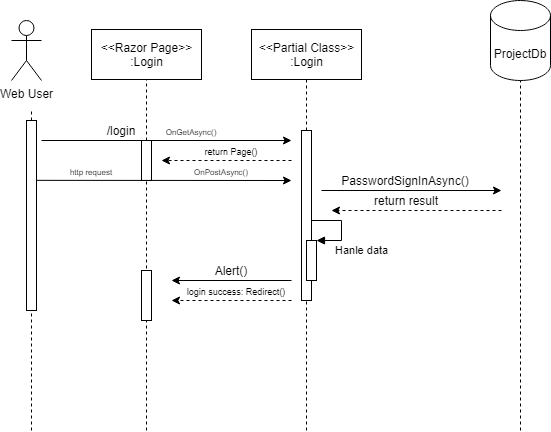 <<Razor Page>>
:Login
<<Partial Class>>
:Login
ProjectDb
Web User
/login
OnGetAsync()
return Page()
http request
OnPostAsync()
PasswordSignInAsync()
return result
Hanle data
Alert()
login success: Redirect()